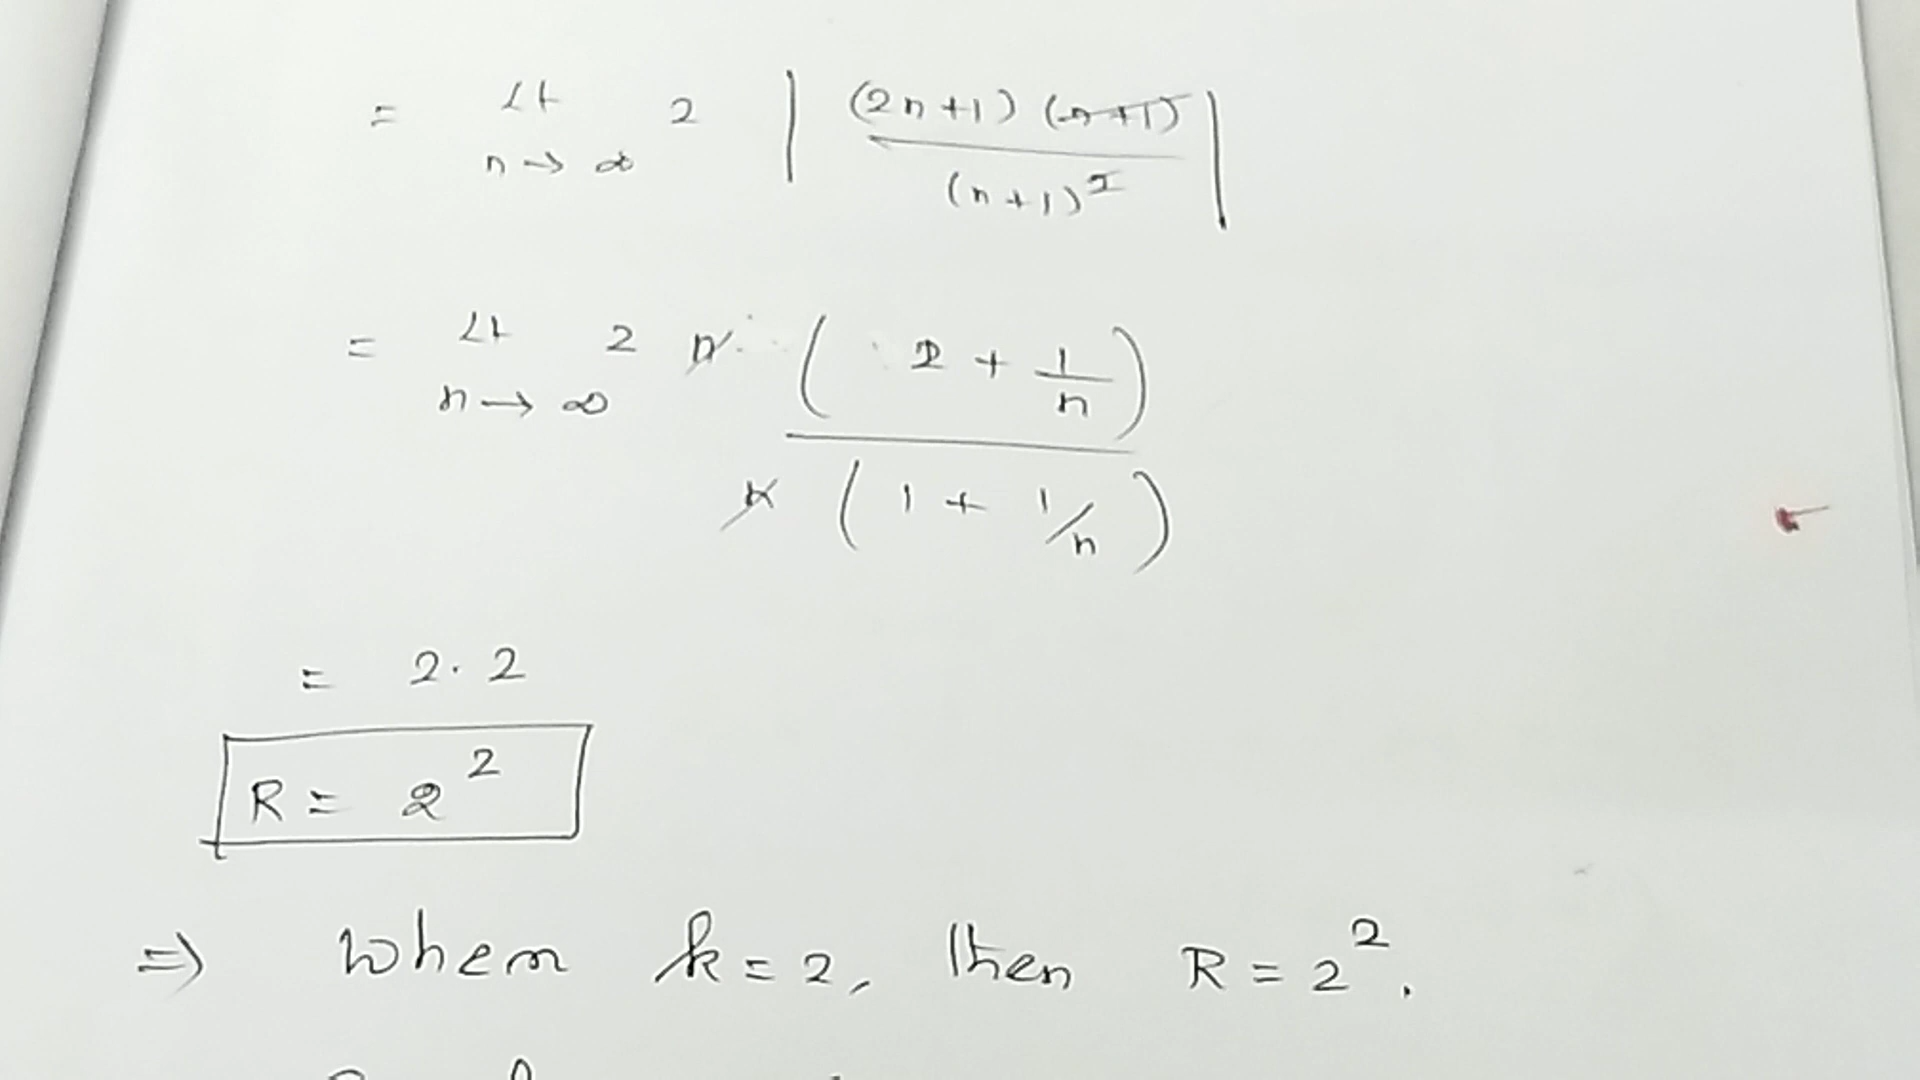 = Lt n→∞ 2 | (2n+1) (n+1) / (n+1)² |
= Lt n→∞ 2 n (2 + 1/n) / n (1 + 1/n)
= 2·2
R = 2²
⇒ when k=2, then R = 2².